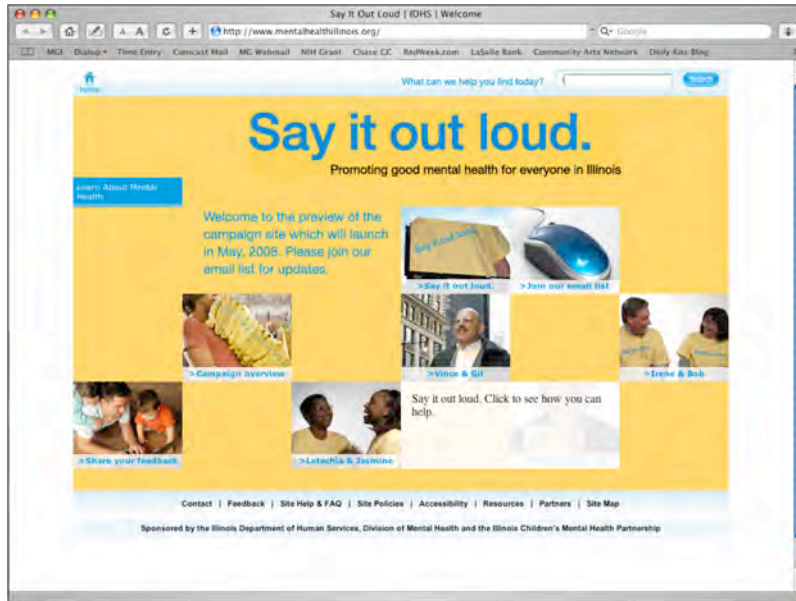 Say It Out Loud | IDHS | Welcome
A A C + http://www.mentalhealthillinois.org/ Q Google
MGI Dialop Time Entry Comcast Mail MG Webmail NIH Grant Chase CC RedWeek.com LaSalle Bank Community Arts Network Daily Kos Blog
home What can we help you find today? Search
Say it out loud.
Promoting good mental health for everyone in Illinois
Learn About Mental
Health
Welcome to the preview of the
campaign site which will launch
in May, 2008. Please join our
email list for updates.
Say it out loud.
>Say it out loud. >Join our email list
>Campaign overview >Vince & Gil >Irene & Bob
Say it out loud. Click to see how you can
help.
>Share your feedback >Latechia & Jasmine
Contact | Feedback | Site Help & FAQ | Site Policies | Accessibility | Resources | Partners | Site Map
Sponsored by the Illinois Department of Human Services, Division of Mental Health and the Illinois Children's Mental Health Partnership